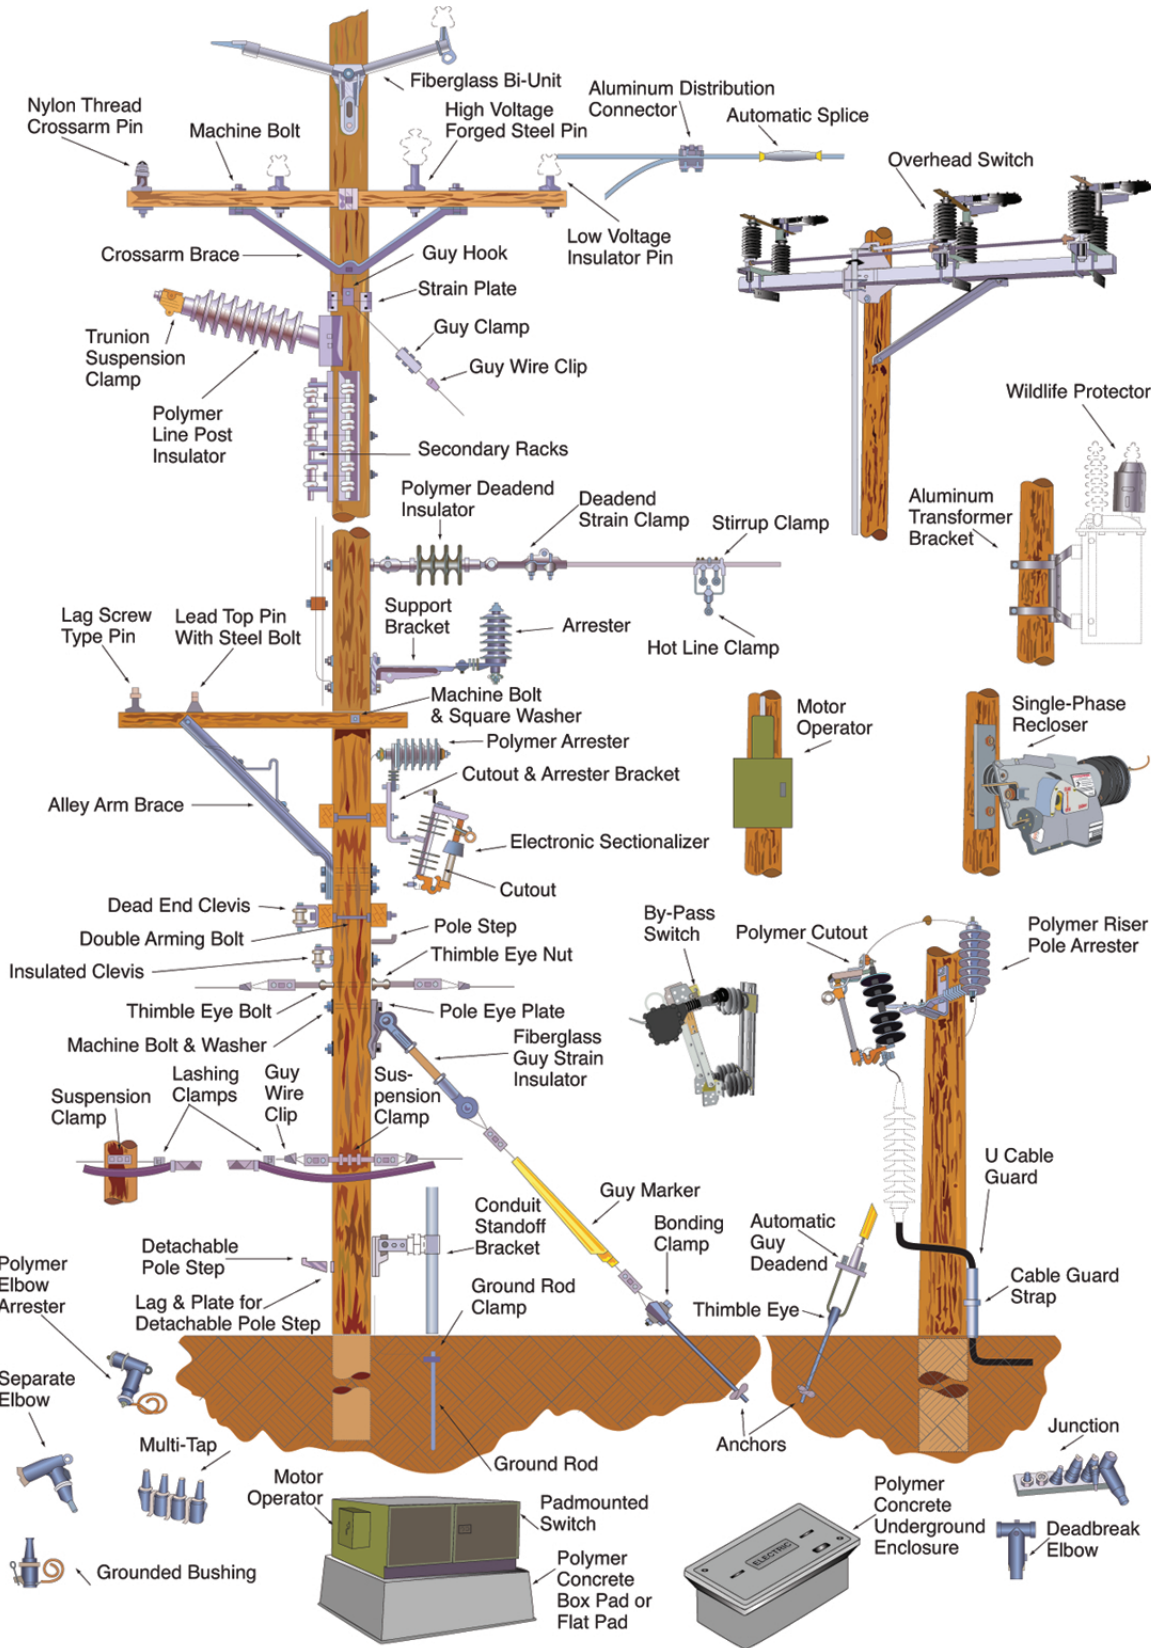 Fiberglass Bi-Unit
Nylon Thread
Crossarm Pin
Machine Bolt
High Voltage
Forged Steel Pin
Aluminum Distribution
Connector
Automatic Splice
Overhead Switch
Crossarm Brace
Guy Hook
Low Voltage
Insulator Pin
Strain Plate
Trunion
Suspension
Clamp
Guy Clamp
Guy Wire Clip
Polymer
Line Post
Insulator
Secondary Racks
Wildlife Protector
Polymer Deadend
Insulator
Deadend
Strain Clamp
Stirrup Clamp
Aluminum
Transformer
Bracket
Lag Screw
Type Pin
Lead Top Pin
With Steel Bolt
Support
Bracket
Arrester
Hot Line Clamp
Machine Bolt
& Square Washer
Motor
Operator
Single-Phase
Recloser
Polymer Arrester
Cutout & Arrester Bracket
Alley Arm Brace
Electronic Sectionalizer
Cutout
Dead End Clevis
Double Arming Bolt
Pole Step
By-Pass
Switch
Polymer Cutout
Polymer Riser
Pole Arrester
Insulated Clevis
Thimble Eye Nut
Thimble Eye Bolt
Pole Eye Plate
Machine Bolt & Washer
Fiberglass
Guy Strain
Insulator
Suspension
Clamp
Lashing
Clamps
Guy
Wire
Clip
Sus-
pension
Clamp
U Cable
Guard
Guy Marker
Conduit
Standoff
Bracket
Bonding
Clamp
Automatic
Guy
Deadend
Detachable
Pole Step
Polymer
Elbow
Arrester
Lag & Plate for
Detachable Pole Step
Ground Rod
Clamp
Thimble Eye
Cable Guard
Strap
Separate
Elbow
Multi-Tap
Ground Rod
Anchors
Junction
Motor
Operator
Padmounted
Switch
Polymer
Concrete
Underground
Enclosure
ELECTRIC
Deadbreak
Elbow
Grounded Bushing
Polymer
Concrete
Box Pad or
Flat Pad